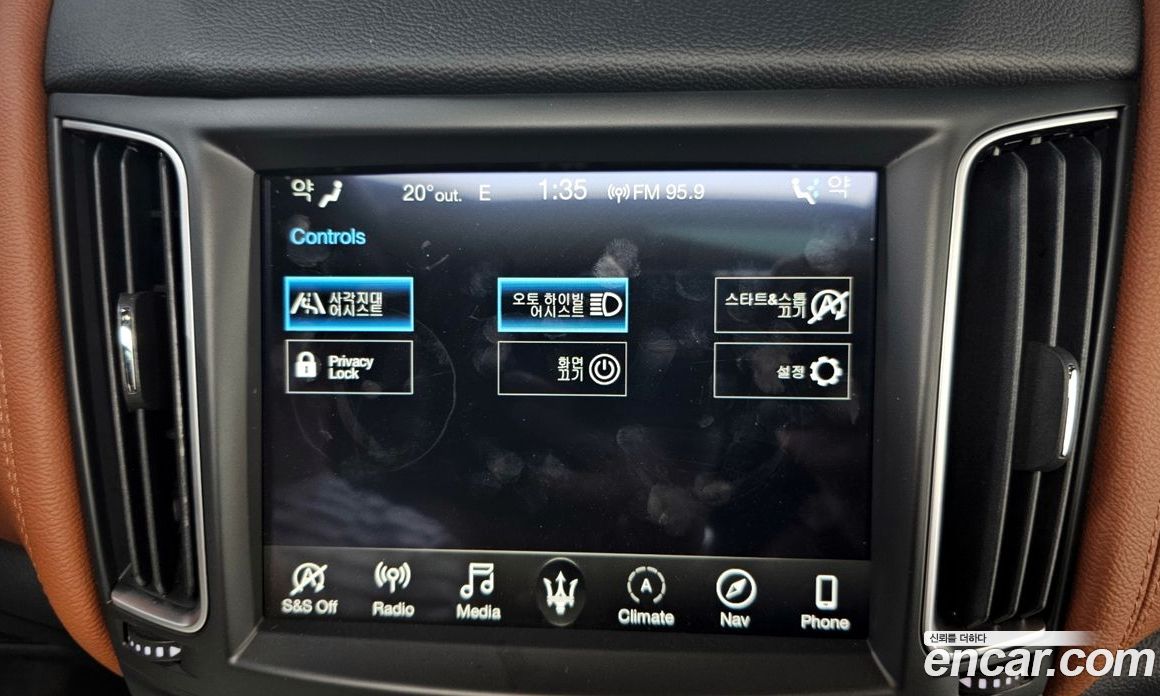 약 20°out. E 1:35 FM 95.9 약
Controls
사각지대
어시스트
오토 하이빔
어시스트
스타트&스톱
끄기
Privacy
Lock
화면
끄기
설정
S&S Off Radio Media Climate Nav Phone
신뢰를 더하다
encar.com